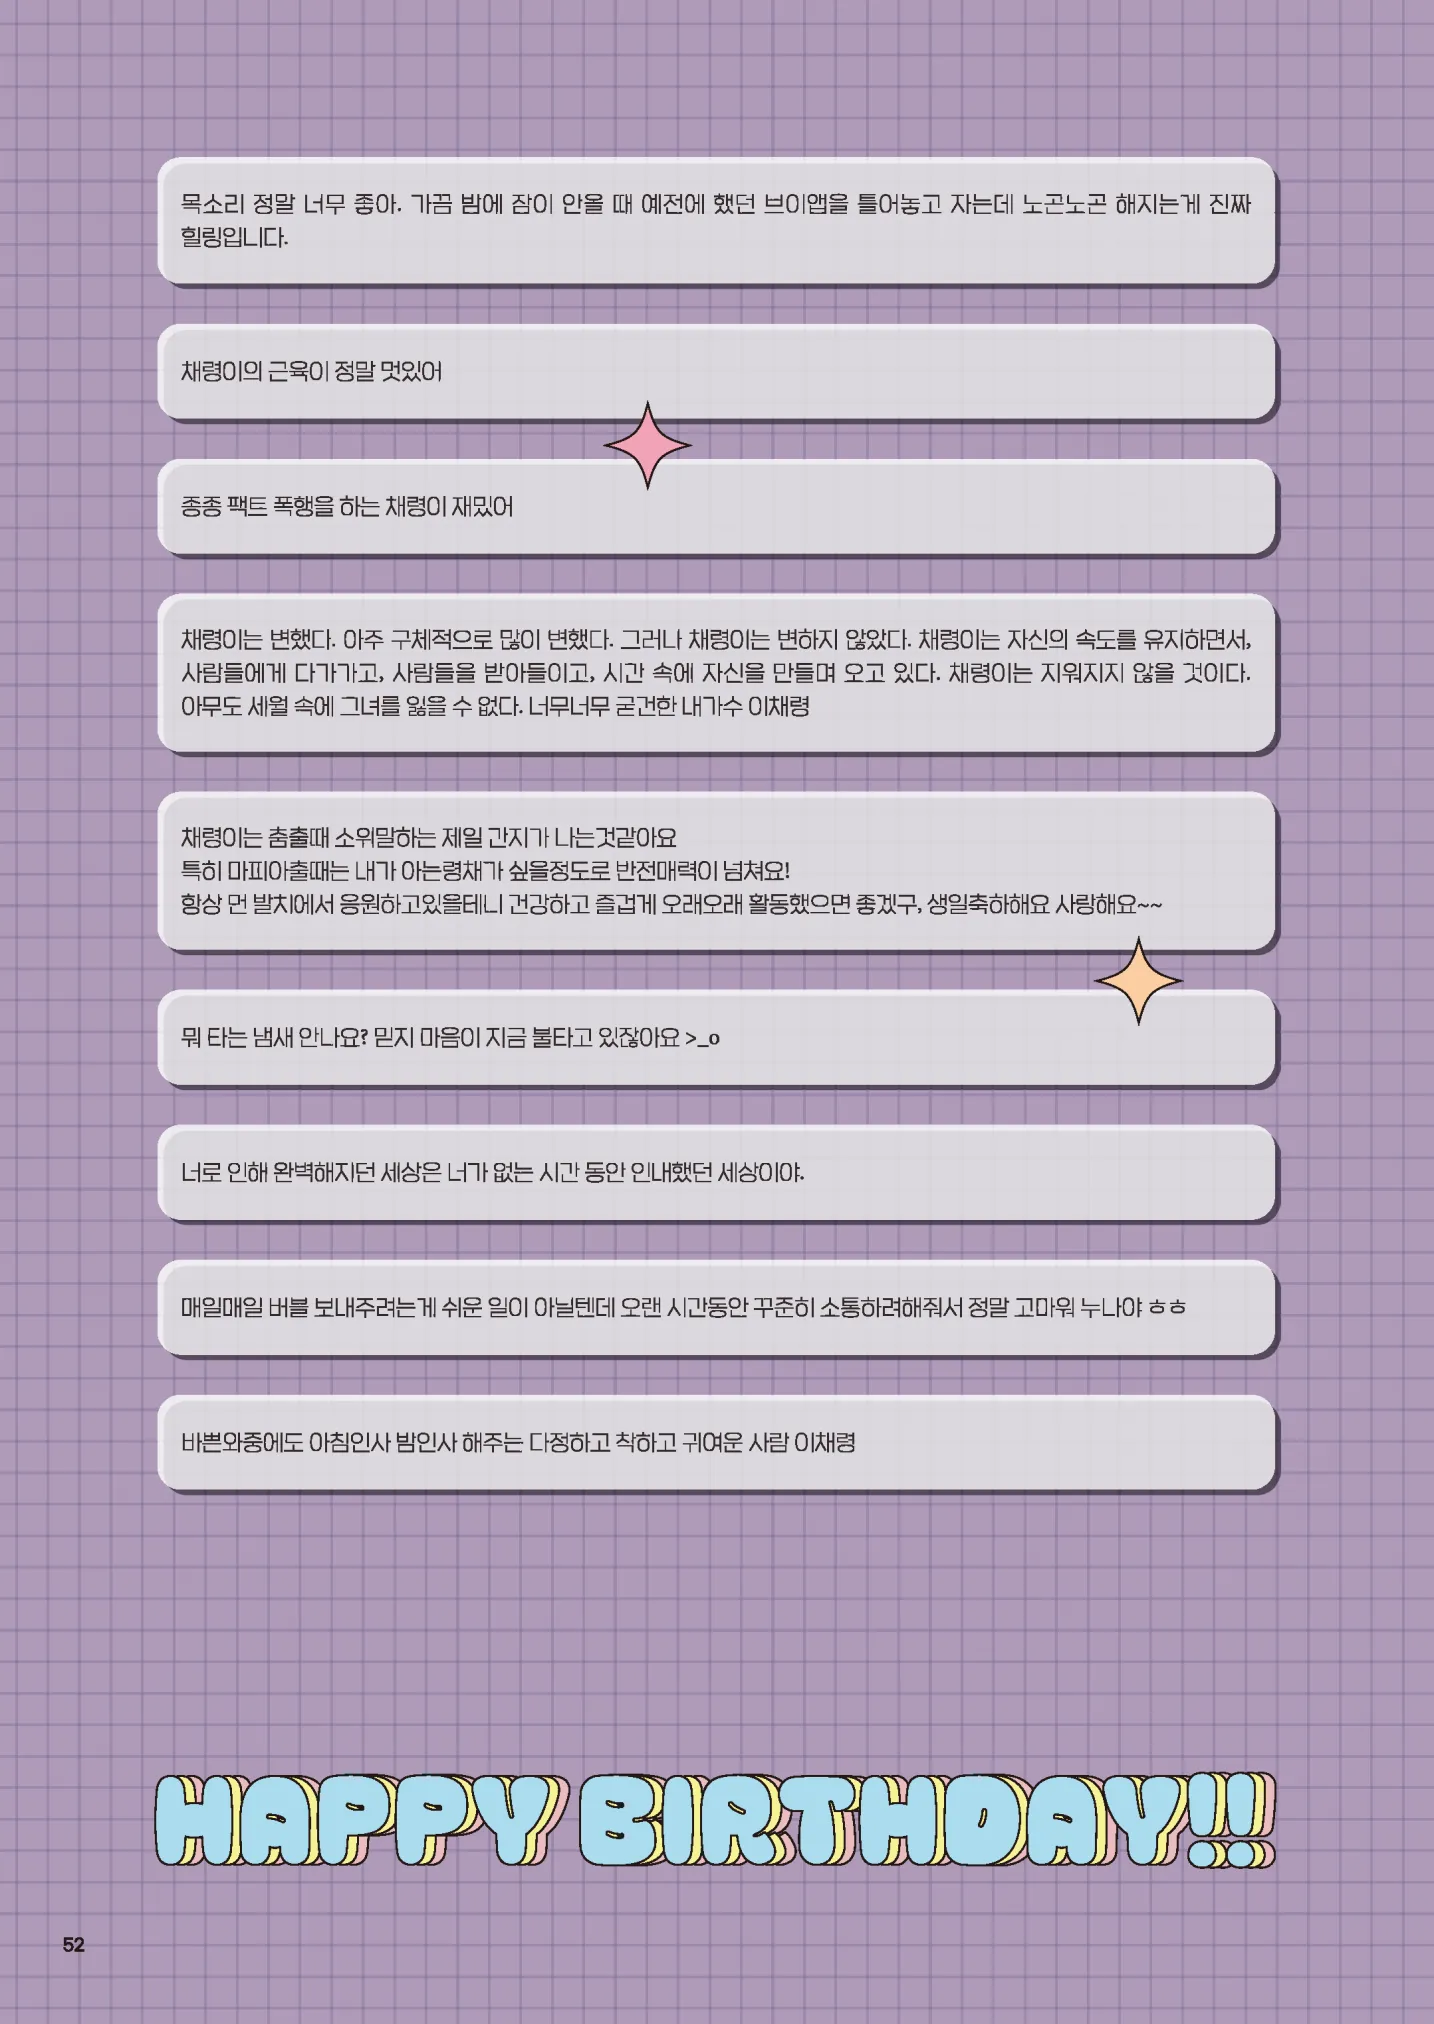 목소리 정말 너무 좋아. 가끔 밤에 잠이 안올 때 예전에 했던 브이앱을 틀어놓고 자는데 노곤노곤 해지는게 진짜
힐링입니다.
채령이의 근육이 정말 멋있어
종종 팩트 폭행을 하는 채령이 재밌어
채령이는 변했다. 아주 구체적으로 많이 변했다. 그러나 채령이는 변하지 않았다. 채령이는 자신의 속도를 유지하면서,
사람들에게 다가가고, 사람들을 받아들이고, 시간 속에 자신을 만들며 오고 있다. 채령이는 지워지지 않을 것이다.
아무도 세월 속에 그녀를 잃을 수 없다. 너무너무 굳건한 내가수 이채령
채령이는 춤출때 소위말하는 제일 간지가 나는것같아요
특히 마피아출때는 내가 아는령채가 싶을정도로 반전매력이 넘쳐요!
항상 먼 발치에서 응원하고있을테니 건강하고 즐겁게 오래오래 활동했으면 좋겠구, 생일축하해요 사랑해요~~
뭐 타는 냄새 안나요? 믿지 마음이 지금 불타고 있잖아요 >_o
너로 인해 완벽해지던 세상은 너가 없는 시간 동안 인내했던 세상이야.
매일매일 버블 보내주려는게 쉬운 일이 아닐텐데 오랜 시간동안 꾸준히 소통하려해줘서 정말 고마워 누나야 ㅎㅎ
바쁜와중에도 아침인사 밤인사 해주는 다정하고 착하고 귀여운 사람 이채령
HAPPY BIRTHDAY!!
52